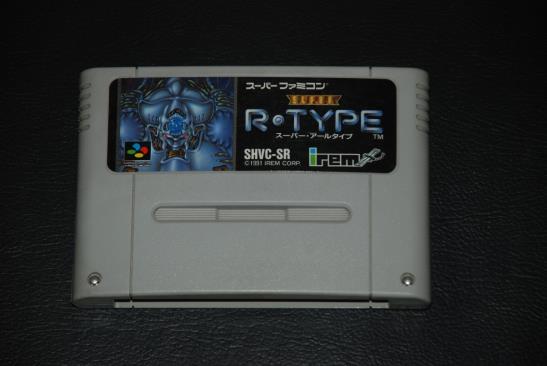 スーパーファミコン
SUPER
R•TYPE
TM
スーパー・アールタイプ
SHVC-SR
© 1991 IREM CORP.
irem